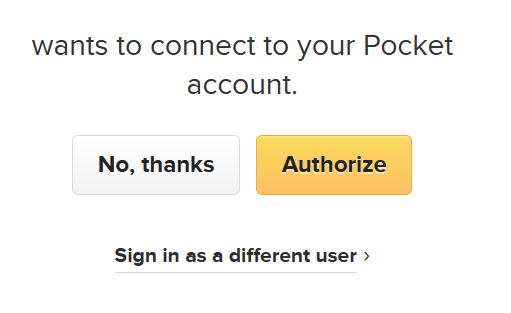 wants to connect to your Pocket
account.
No, thanks
Authorize
Sign in as a different user ›